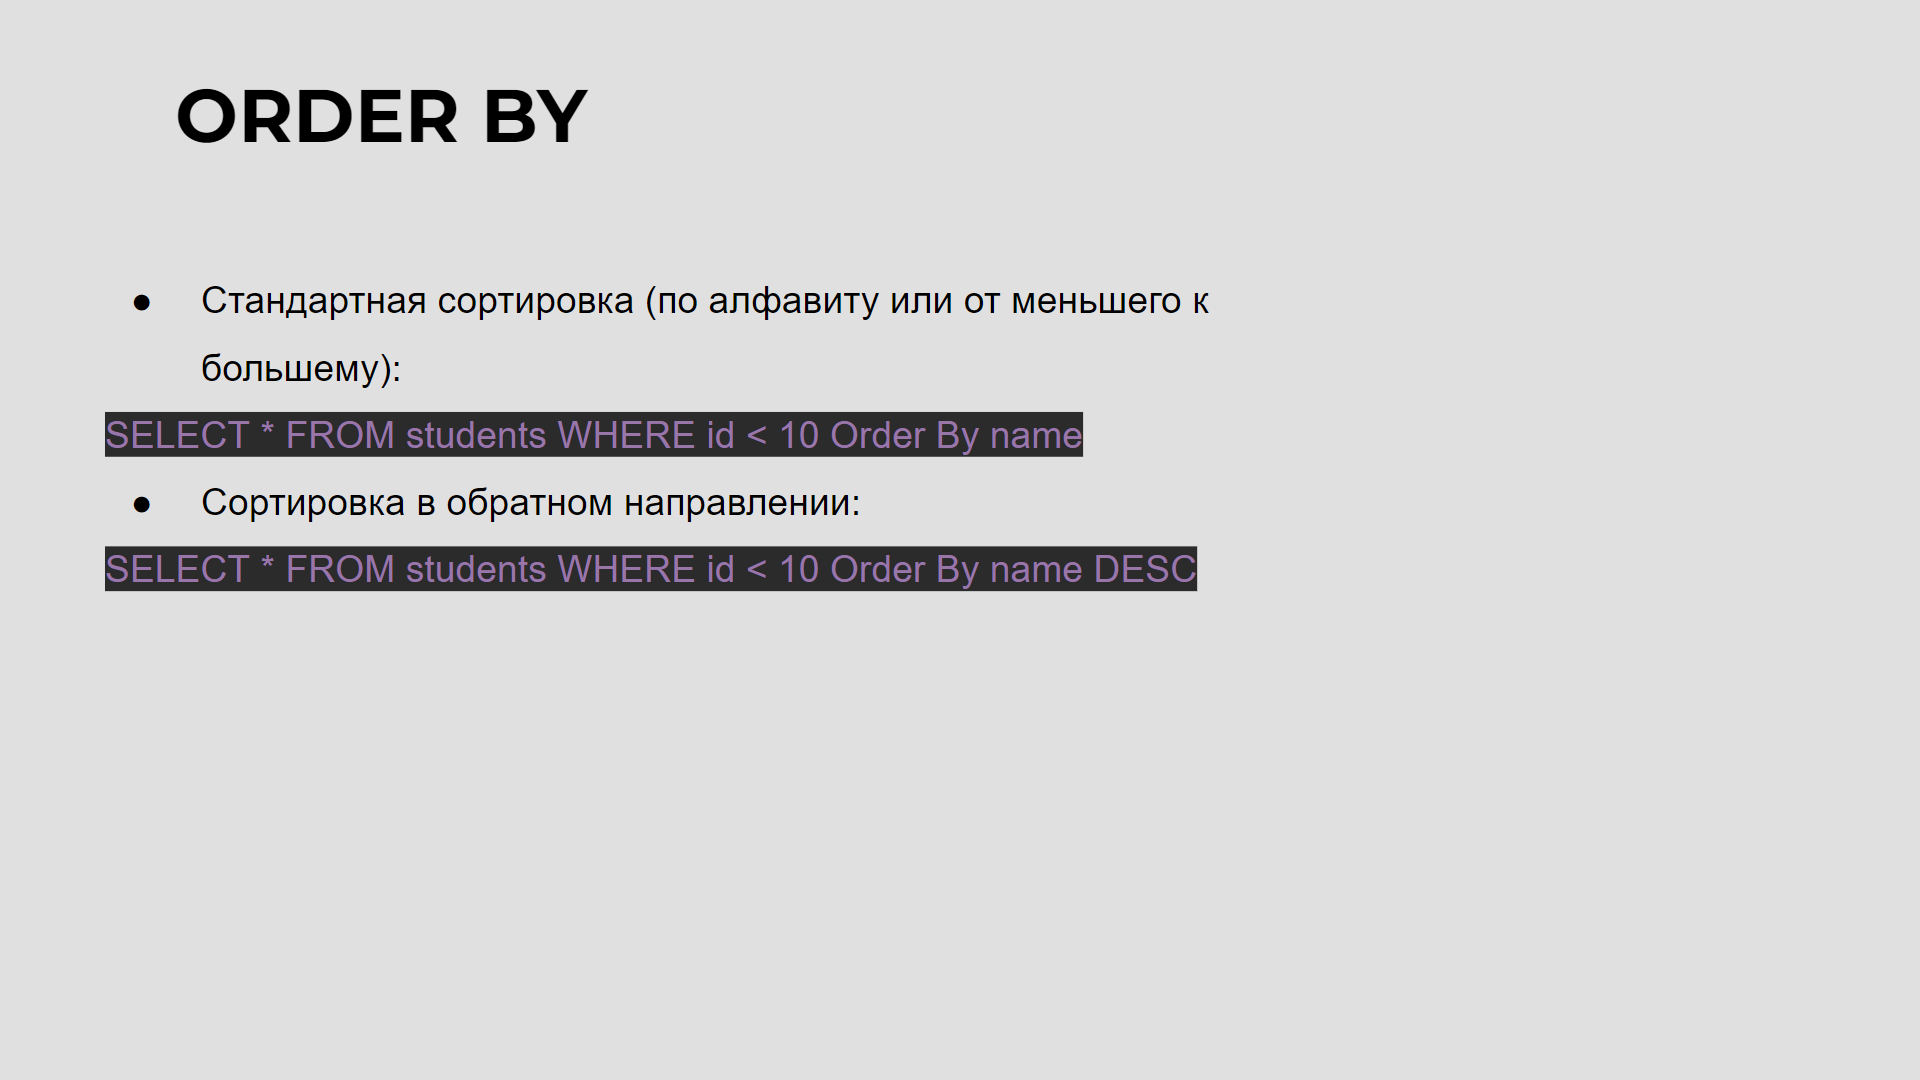 ORDER BY
● Стандартная сортировка (по алфавиту или от меньшего к
большему):
SELECT * FROM students WHERE id < 10 Order By name
● Сортировка в обратном направлении:
SELECT * FROM students WHERE id < 10 Order By name DESC